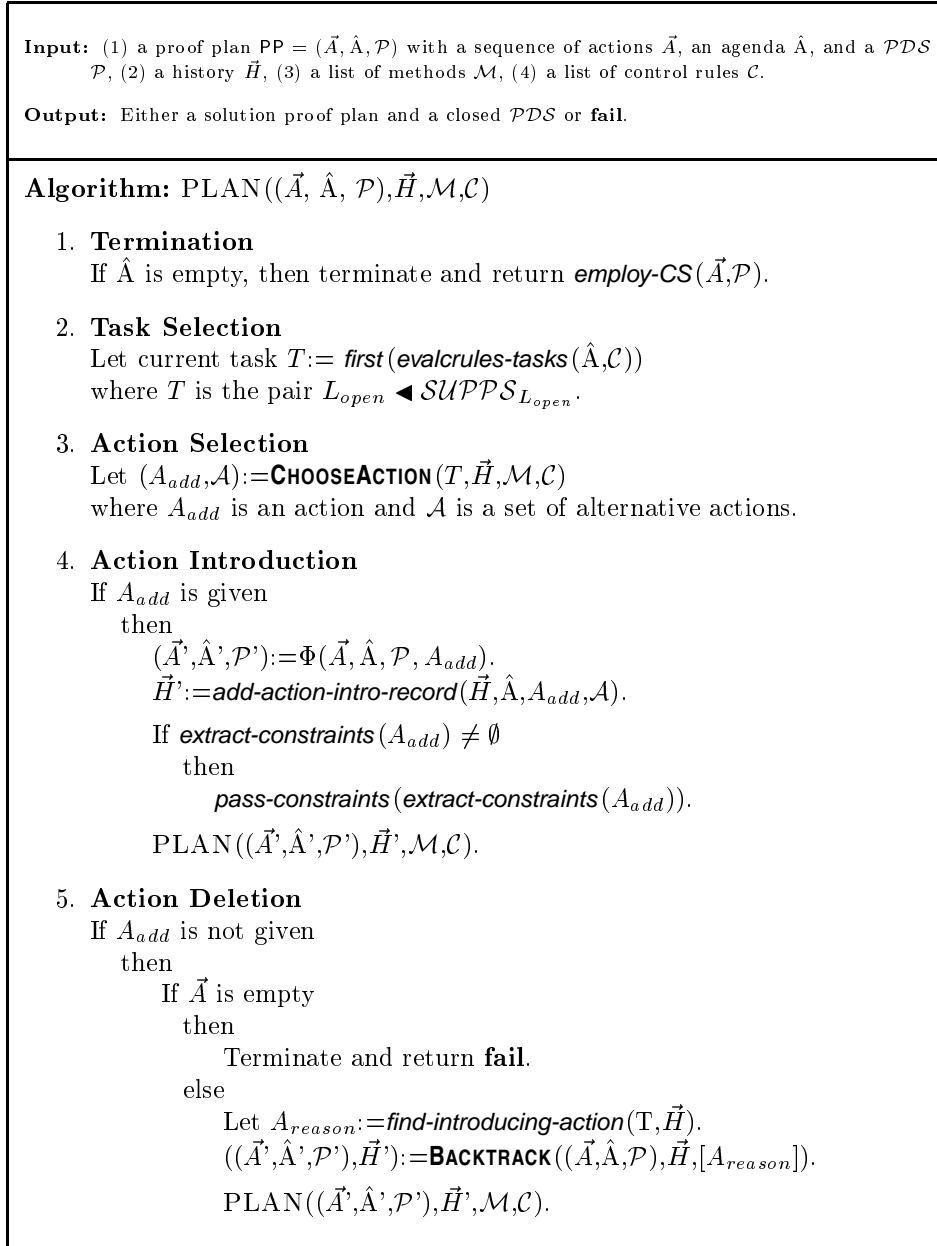 Input: (1) a proof plan PP = (A⃗, Â, 𝒫) with a sequence of actions A⃗, an agenda Â, and a 𝒫𝒟𝒮
𝒫, (2) a history H⃗, (3) a list of methods ℳ, (4) a list of control rules 𝒞.
Output: Either a solution proof plan and a closed 𝒫𝒟𝒮 or fail.
Algorithm: PLAN((A⃗, Â, 𝒫),H⃗,ℳ,𝒞)
1. Termination
If Â is empty, then terminate and return employ-CS(A⃗,𝒫).
2. Task Selection
Let current task T:= first(evalcrules-tasks(Â,𝒞))
where T is the pair L_open ◄ 𝒮𝒰𝒫𝒫𝒮_L_open.
3. Action Selection
Let (A_add,𝒜):=CHOOSEACTION(T,H⃗,ℳ,𝒞)
where A_add is an action and 𝒜 is a set of alternative actions.
4. Action Introduction
If A_add is given
then
(A⃗',Â',𝒫'):=Φ(A⃗, Â, 𝒫, A_add).
H⃗':=add-action-intro-record(H⃗,Â,A_add,𝒜).
If extract-constraints(A_add) ≠ ∅
then
pass-constraints(extract-constraints(A_add)).
PLAN((A⃗',Â',𝒫'),H⃗',ℳ,𝒞).
5. Action Deletion
If A_add is not given
then
If A⃗ is empty
then
Terminate and return fail.
else
Let A_reason:=find-introducing-action(T,H⃗).
((A⃗',Â',𝒫'),H⃗'):=BACKTRACK((A⃗,Â,𝒫),H⃗,[A_reason]).
PLAN((A⃗',Â',𝒫'),H⃗',ℳ,𝒞).